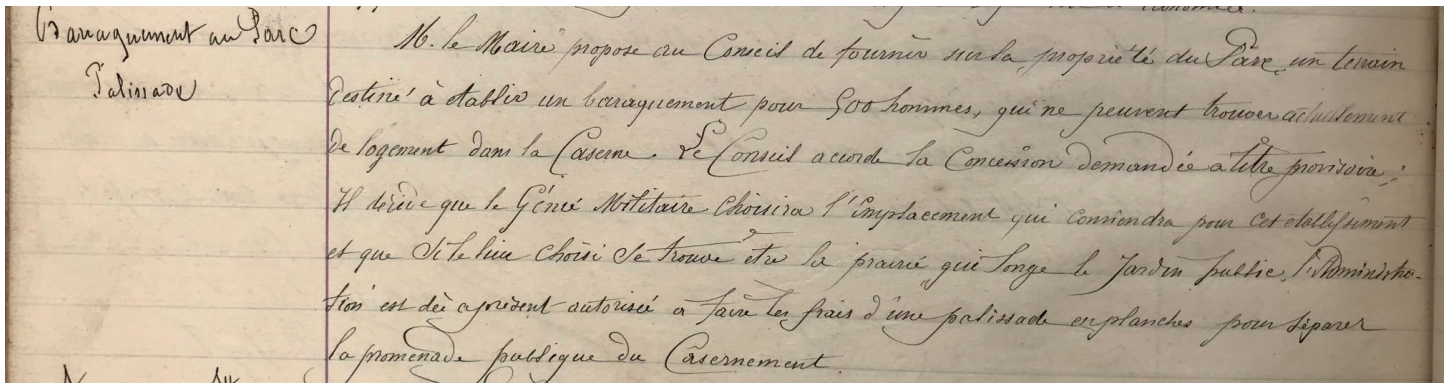 Baraquement au Parc
Palissade
M. le Maire propose au Conseil de fournir sur la propriété du Parc, un terrain
destiné à établir un baraquement pour 500 hommes, qui ne peuvent trouver actuellement
de logement dans la Caserne. Le Conseil accorde la Concession demandée à titre provisoire;
Il décide que le Génie Militaire Choisira l'Emplacement qui conviendra pour cet établissement
et que si le lieu choisi se trouve être la prairie qui longe le Jardin public, l'Administra-
tion est dès à présent autorisée à faire les frais d'une palissade en planches pour séparer
la promenade publique du Casernement.